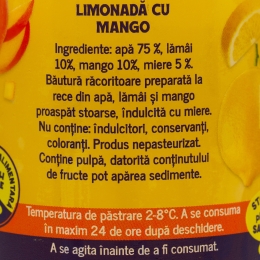 LIMONADĂ CU
MANGO
Ingrediente: apă 75 %, lămâi
10%, mango 10%, miere 5 %.
Băutură răcoritoare preparată la
rece din apă, lămâi și mango
proaspăt stoarse, îndulcită cu miere.
Nu conține: îndulcitori, conservanți,
coloranți. Produs nepasteurizat.
Conține pulpă, datorită conținutului
de fructe pot apărea sedimente.
Temperatura de păstrare 2-8°C. A se consuma
în maxim 24 de ore după deschidere.
A se agita înainte de a fi consumat.